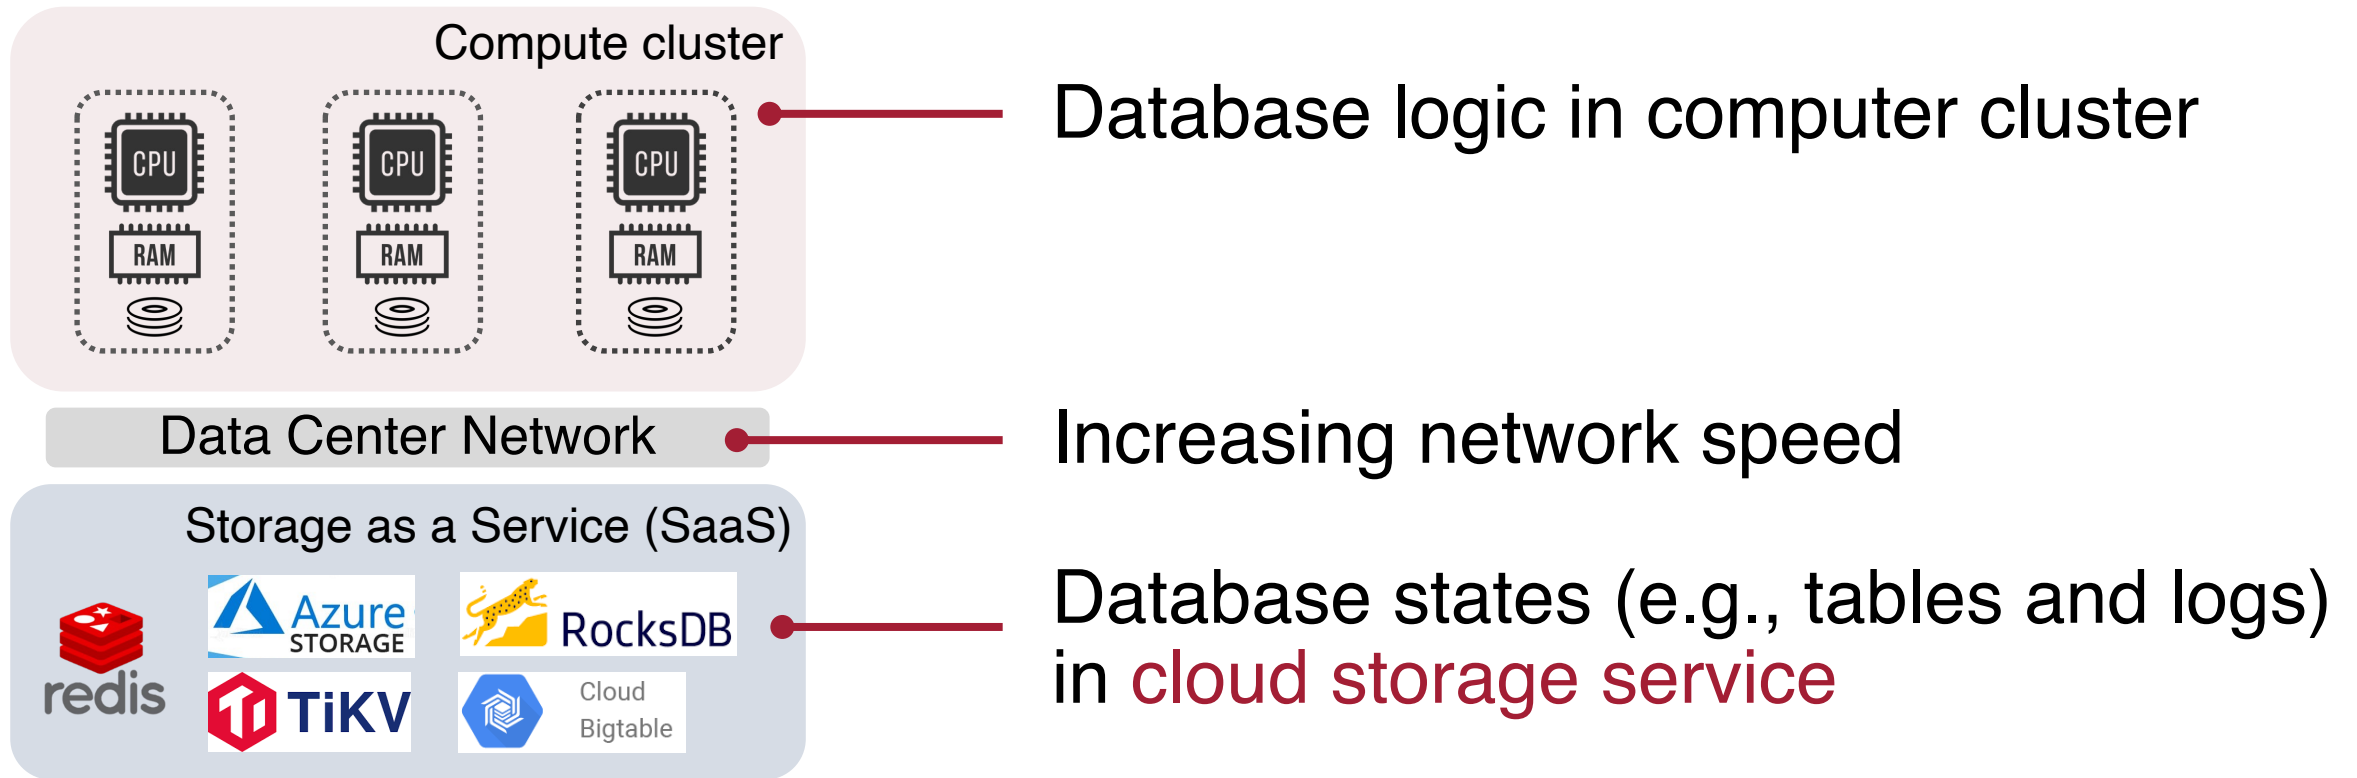 Compute cluster
CPU
CPU
CPU
RAM
RAM
RAM
Database logic in computer cluster
Data Center Network
Increasing network speed
Storage as a Service (SaaS)
redis
Azure
STORAGE
RocksDB
TiKV
Cloud
Bigtable
Database states (e.g., tables and logs)
in cloud storage service